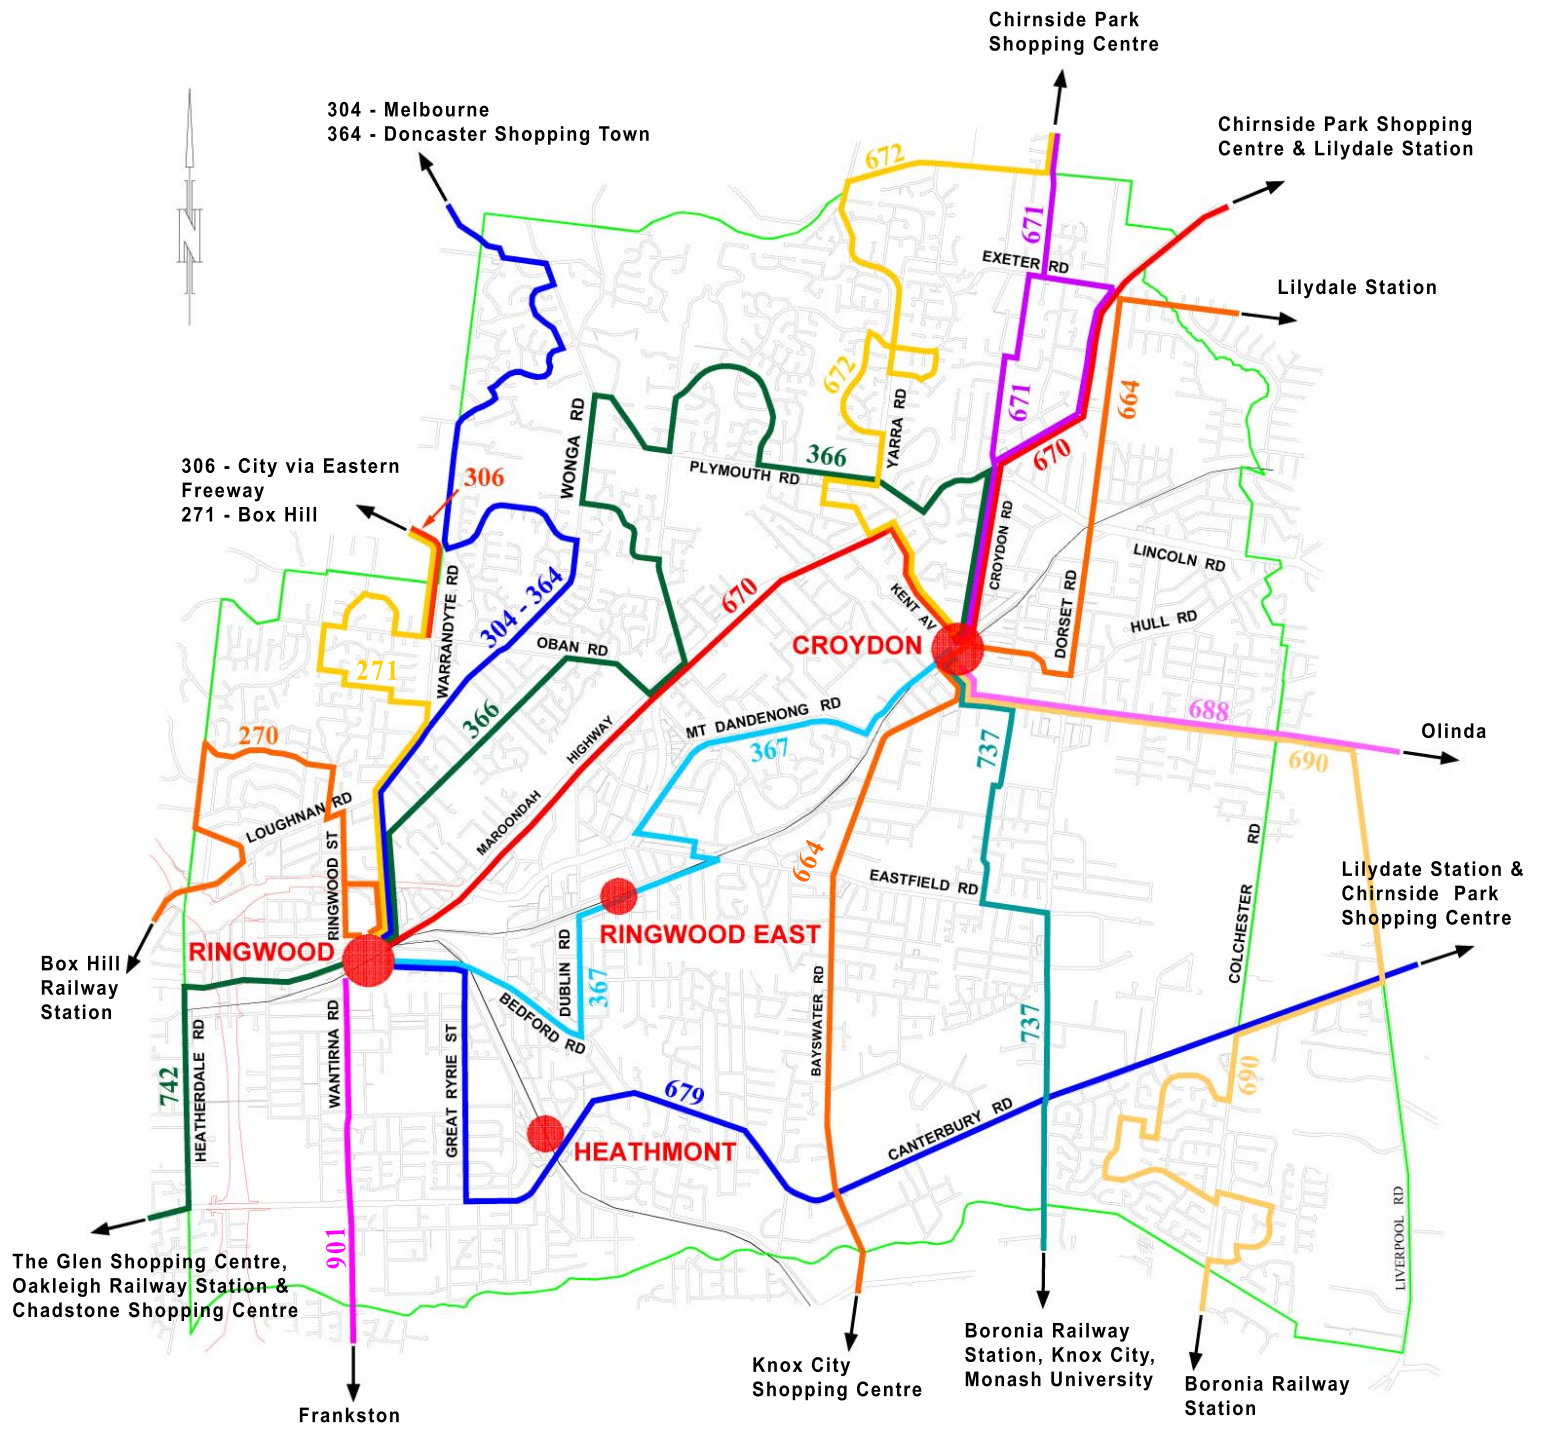 Chirnside Park
Shopping Centre
304 - Melbourne
364 - Doncaster Shopping Town
Chirnside Park Shopping
Centre & Lilydale Station
672
671
EXETER RD
Lilydale Station
N
672
YARRA RD
671
664
WONGA RD
366
PLYMOUTH RD
670
306 - City via Eastern
Freeway
271 - Box Hill
306
CROYDON RD
LINCOLN RD
304 - 364
WARRANDYTE RD
670
KENT AV
DORSET RD
HULL RD
OBAN RD
CROYDON
271
366
MT DANDENONG RD
367
688
Olinda
690
737
270
HIGHWAY
MAROONDAH
LOUGHNAN RD
RINGWOOD ST
664
EASTFIELD RD
COLCHESTER RD
Lilydate Station &
Chirnside Park
Shopping Centre
RINGWOOD EAST
RINGWOOD
DUBLIN RD
367
Box Hill
Railway
Station
BEDFORD RD
WANTIRNA RD
HEATHERDALE RD
742
GREAT RYRIE ST
BAYSWATER RD
737
690
679
CANTERBURY RD
HEATHMONT
LIVERPOOL RD
901
The Glen Shopping Centre,
Oakleigh Railway Station &
Chadstone Shopping Centre
Frankston
Knox City
Shopping Centre
Boronia Railway
Station, Knox City,
Monash University
Boronia Railway
Station